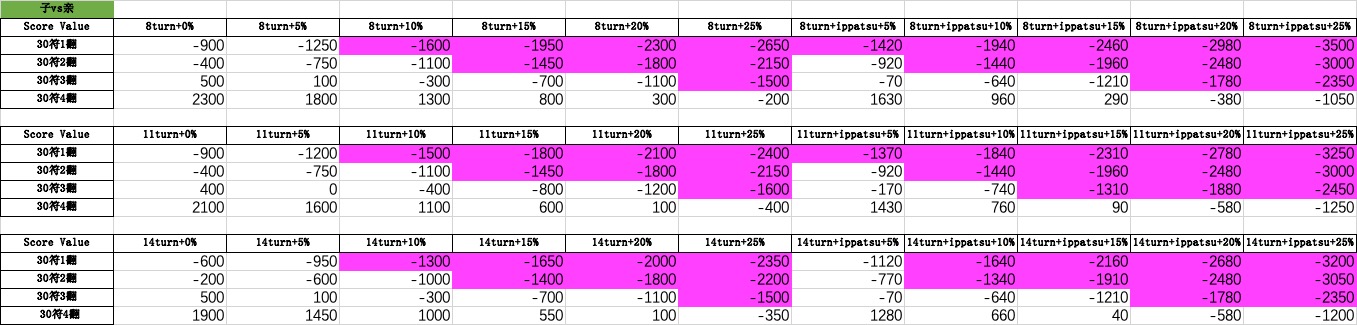 子vs亲
Score Value 8turn+0% 8turn+5% 8turn+10% 8turn+15% 8turn+20% 8turn+25% 8turn+ippatsu+5% 8turn+ippatsu+10% 8turn+ippatsu+15% 8turn+ippatsu+20% 8turn+ippatsu+25%
30符1翻 -900 -1250 -1600 -1950 -2300 -2650 -1420 -1940 -2460 -2980 -3500
30符2翻 -400 -750 -1100 -1450 -1800 -2150 -920 -1440 -1960 -2480 -3000
30符3翻 500 100 -300 -700 -1100 -1500 -70 -640 -1210 -1780 -2350
30符4翻 2300 1800 1300 800 300 -200 1630 960 290 -380 -1050
Score Value 11turn+0% 11turn+5% 11turn+10% 11turn+15% 11turn+20% 11turn+25% 11turn+ippatsu+5% 11turn+ippatsu+10% 11turn+ippatsu+15% 11turn+ippatsu+20% 11turn+ippatsu+25%
30符1翻 -900 -1200 -1500 -1800 -2100 -2400 -1370 -1840 -2310 -2780 -3250
30符2翻 -400 -750 -1100 -1450 -1800 -2150 -920 -1440 -1960 -2480 -3000
30符3翻 400 0 -400 -800 -1200 -1600 -170 -740 -1310 -1880 -2450
30符4翻 2100 1600 1100 600 100 -400 1430 760 90 -580 -1250
Score Value 14turn+0% 14turn+5% 14turn+10% 14turn+15% 14turn+20% 14turn+25% 14turn+ippatsu+5% 14turn+ippatsu+10% 14turn+ippatsu+15% 14turn+ippatsu+20% 14turn+ippatsu+25%
30符1翻 -600 -950 -1300 -1650 -2000 -2350 -1120 -1640 -2160 -2680 -3200
30符2翻 -200 -600 -1000 -1400 -1800 -2200 -770 -1340 -1910 -2480 -3050
30符3翻 500 100 -300 -700 -1100 -1500 -70 -640 -1210 -1780 -2350
30符4翻 1900 1450 1000 550 100 -350 1280 660 40 -580 -1200